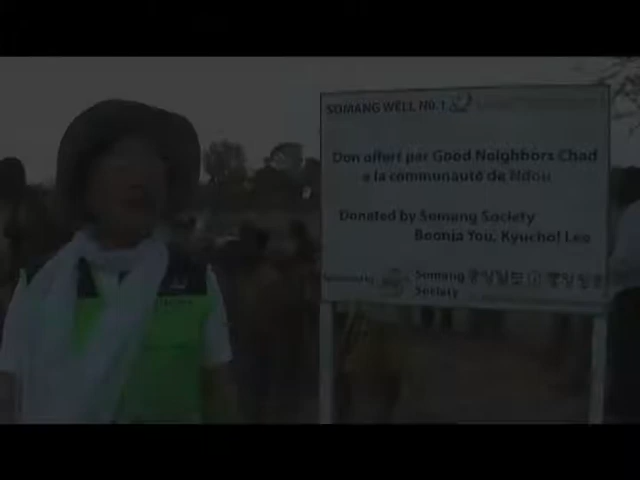 SOMANG WELL No.1
Don offert par Good Neighbors Chad
a la communauté de Ndou
Donated by Somang Society
Boonja You, Kyuchol Lee
Somang
Society